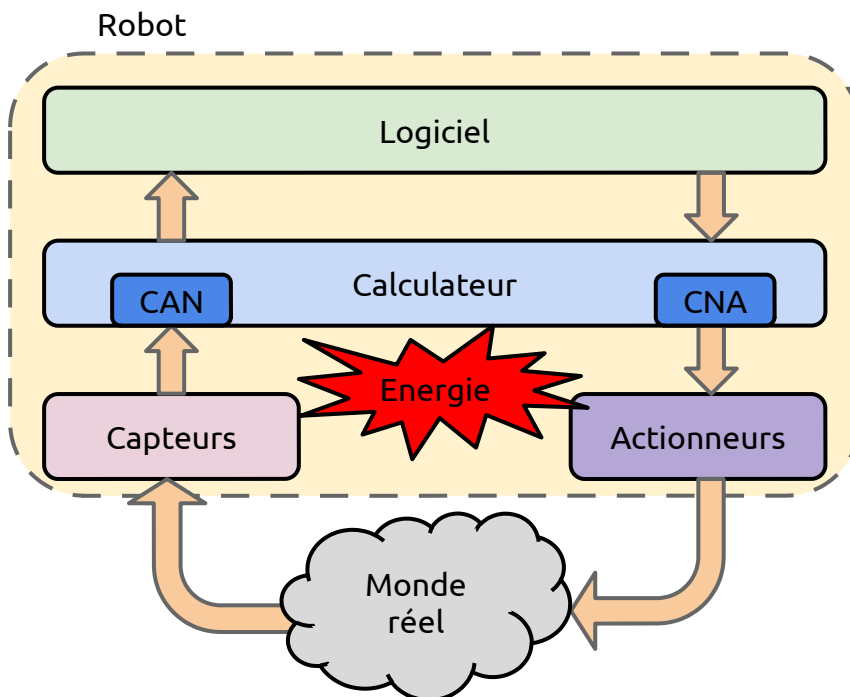 Robot
Logiciel
Calculateur
CAN
CNA
Energie
Capteurs
Actionneurs
Monde
réel